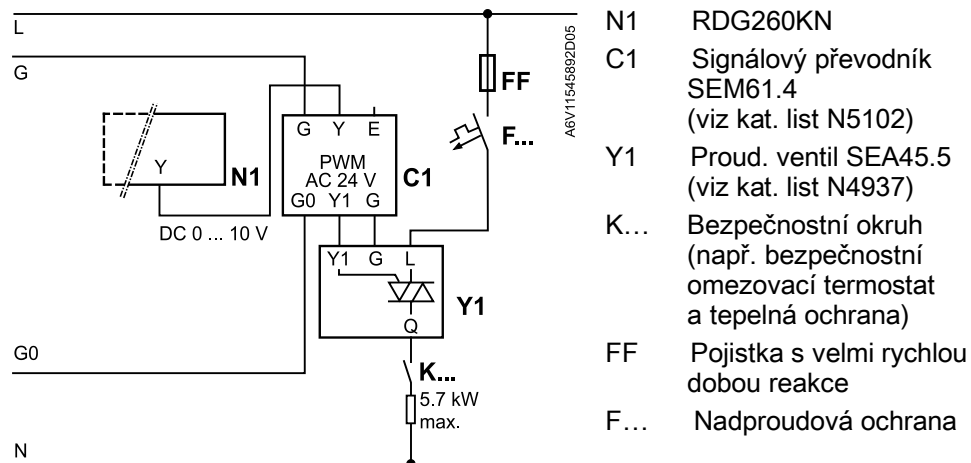 L
G
G Y E
PWM
AC 24 V
G0 Y1 G
C1
Y
N1
DC 0 ... 10 V
FF
F...
A6V11545892D05
Y1 G L
Q
Y1
G0
K...
5.7 kW
max.
N
N1 RDG260KN
C1 Signálový převodník
SEM61.4
(viz kat. list N5102)
Y1 Proud. ventil SEA45.5
(viz kat. list N4937)
K… Bezpečnostní okruh
(např. bezpečnostní
omezovací termostat
a tepelná ochrana)
FF Pojistka s velmi rychlou
dobou reakce
F… Nadproudová ochrana